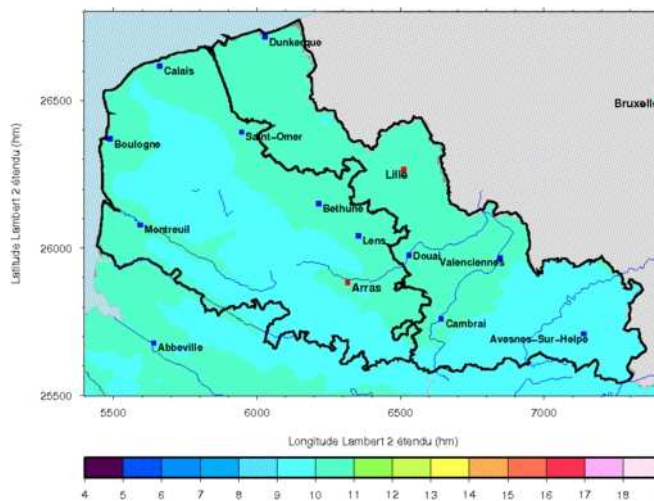 Dunkerque
26500
Calais
Bruxelle
Boulogne
Saint-Omer
Lille
Bethune
Montreuil
Lens
26000
Douai
Valenciennes
Arras
Cambrai
Avesnes-Sur-Helpe
Abbeville
25500
5500 6000 6500 7000
Latitude Lambert 2 étendu (hm)
Longitude Lambert 2 étendu (hm)
4 5 6 7 8 9 10 11 12 13 14 15 16 17 18